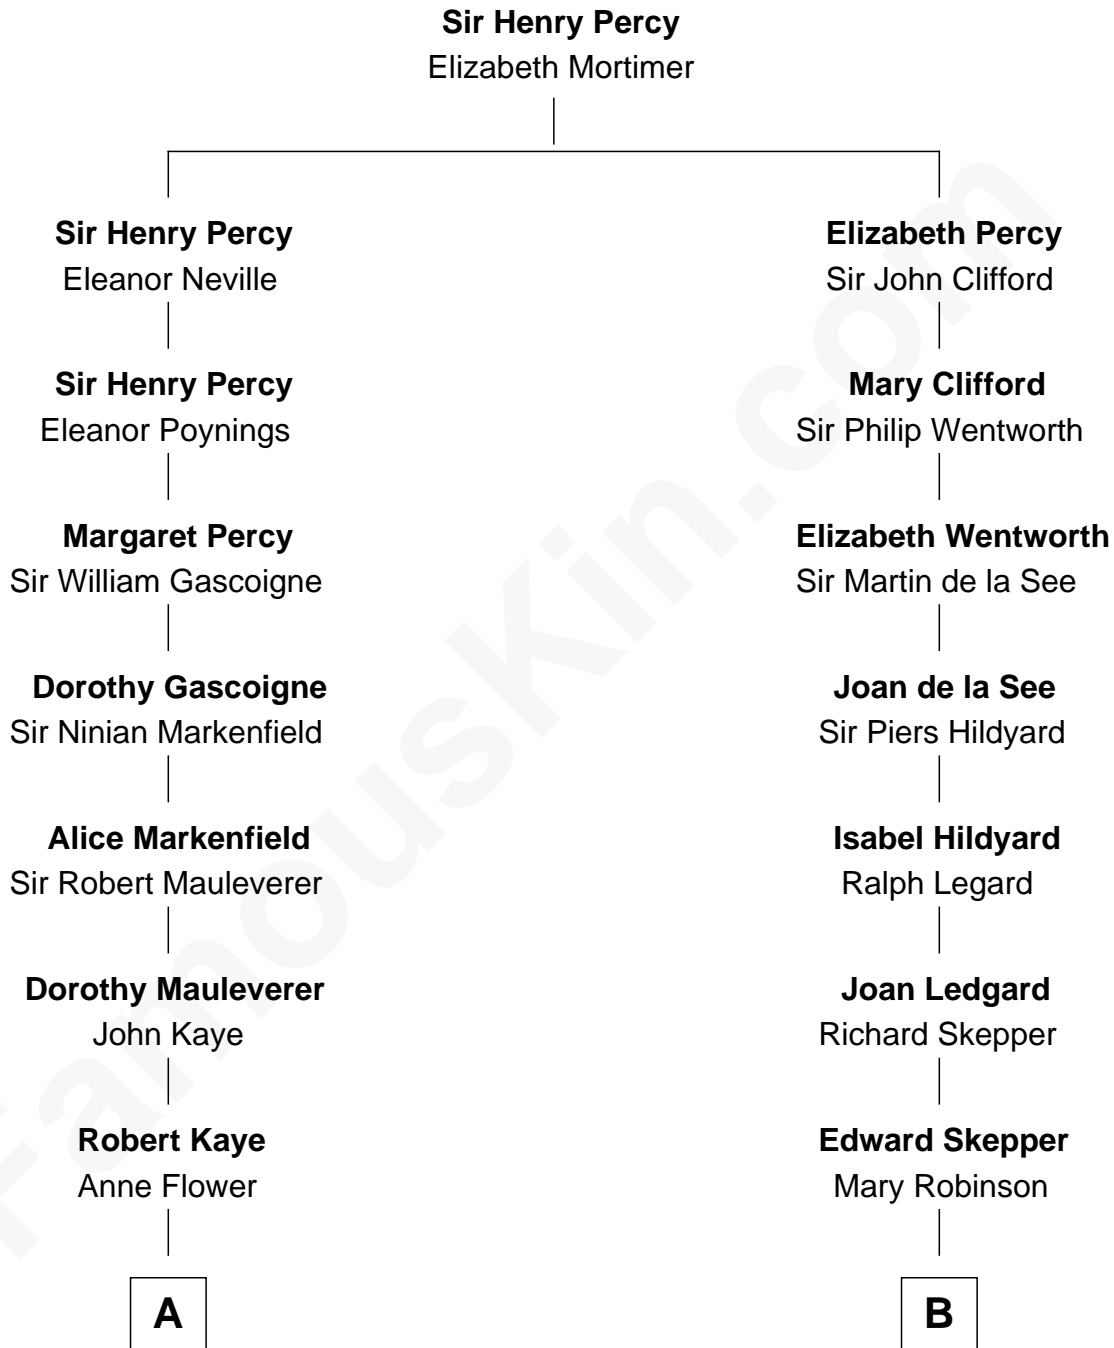 Sir Henry Percy
Elizabeth Mortimer
Sir Henry Percy
Eleanor Neville
Sir Henry Percy
Eleanor Poynings
Margaret Percy
Sir William Gascoigne
Dorothy Gascoigne
Sir Ninian Markenfield
Alice Markenfield
Sir Robert Mauleverer
Dorothy Mauleverer
John Kaye
Robert Kaye
Anne Flower
A
Elizabeth Percy
Sir John Clifford
Mary Clifford
Sir Philip Wentworth
Elizabeth Wentworth
Sir Martin de la See
Joan de la See
Sir Piers Hildyard
Isabel Hildyard
Ralph Legard
Joan Ledgard
Richard Skepper
Edward Skepper
Mary Robinson
B
FamousKin.com